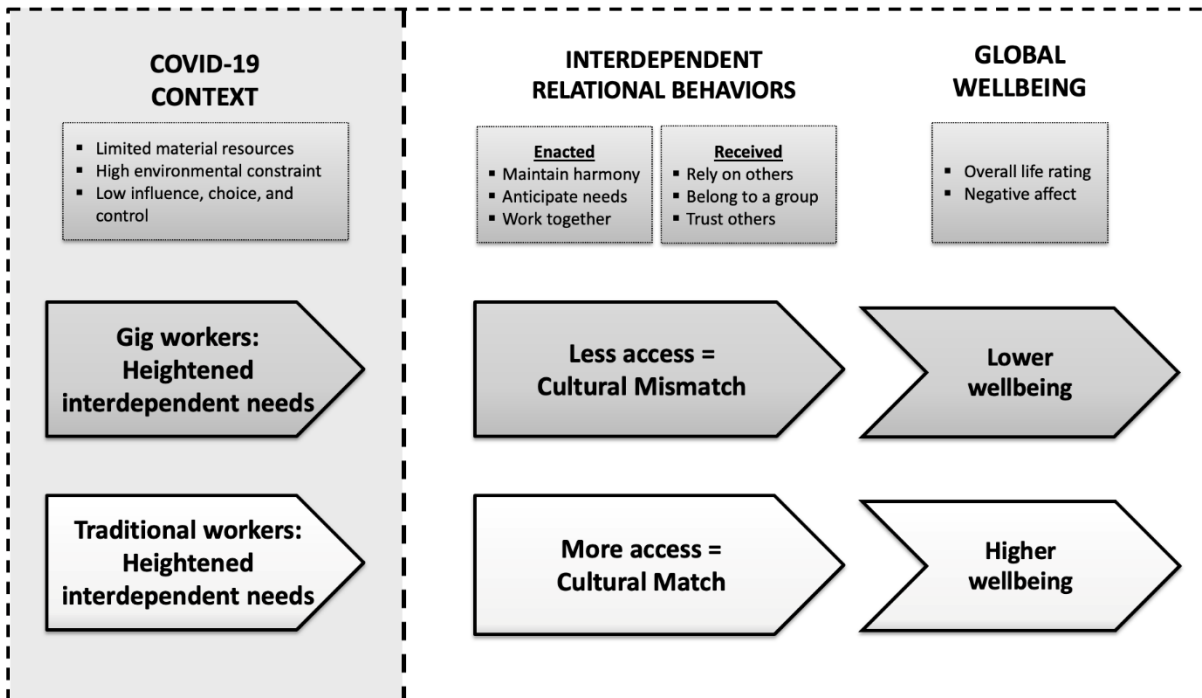 COVID-19
CONTEXT
▪ Limited material resources
▪ High environmental constraint
▪ Low influence, choice, and
control
INTERDEPENDENT
RELATIONAL BEHAVIORS
Enacted
▪ Maintain harmony
▪ Anticipate needs
▪ Work together
Received
▪ Rely on others
▪ Belong to a group
▪ Trust others
GLOBAL
WELLBEING
▪ Overall life rating
▪ Negative affect
Gig workers:
Heightened
interdependent needs
Less access =
Cultural Mismatch
Lower
wellbeing
Traditional workers:
Heightened
interdependent needs
More access =
Cultural Match
Higher
wellbeing